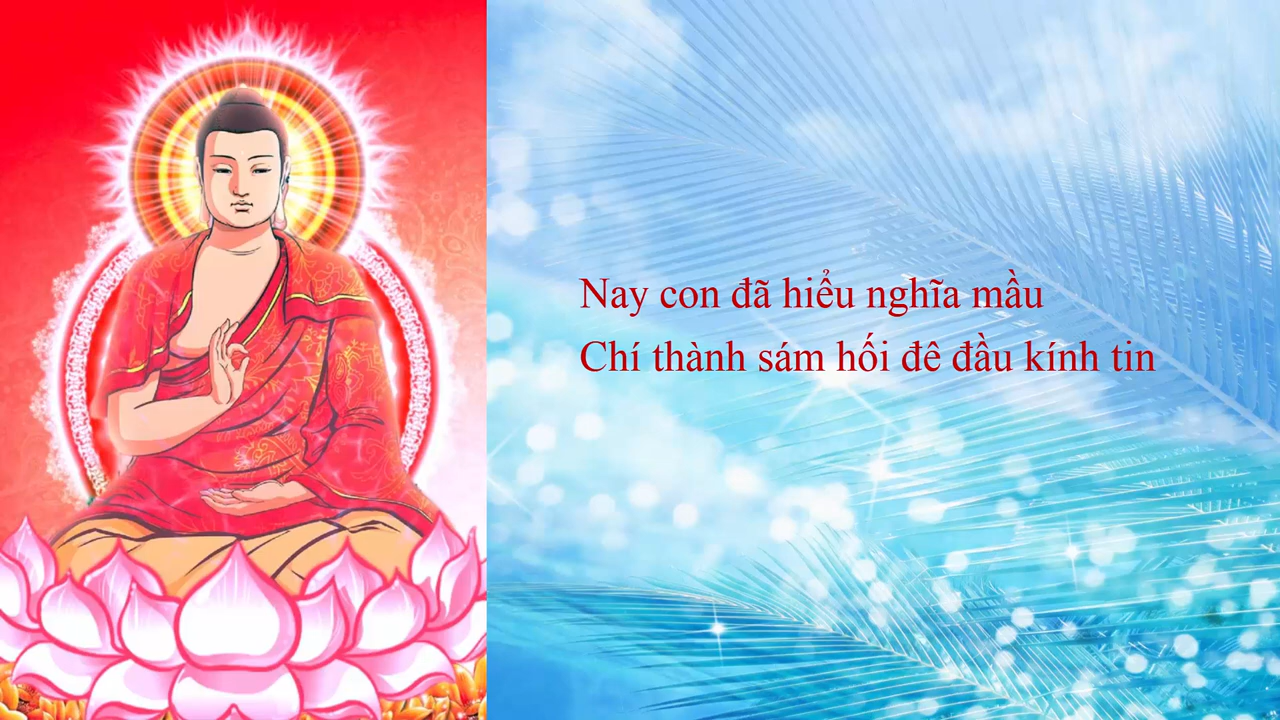 Nay con đã hiểu nghĩa mầu
Chí thành sám hối đê đầu kính tin